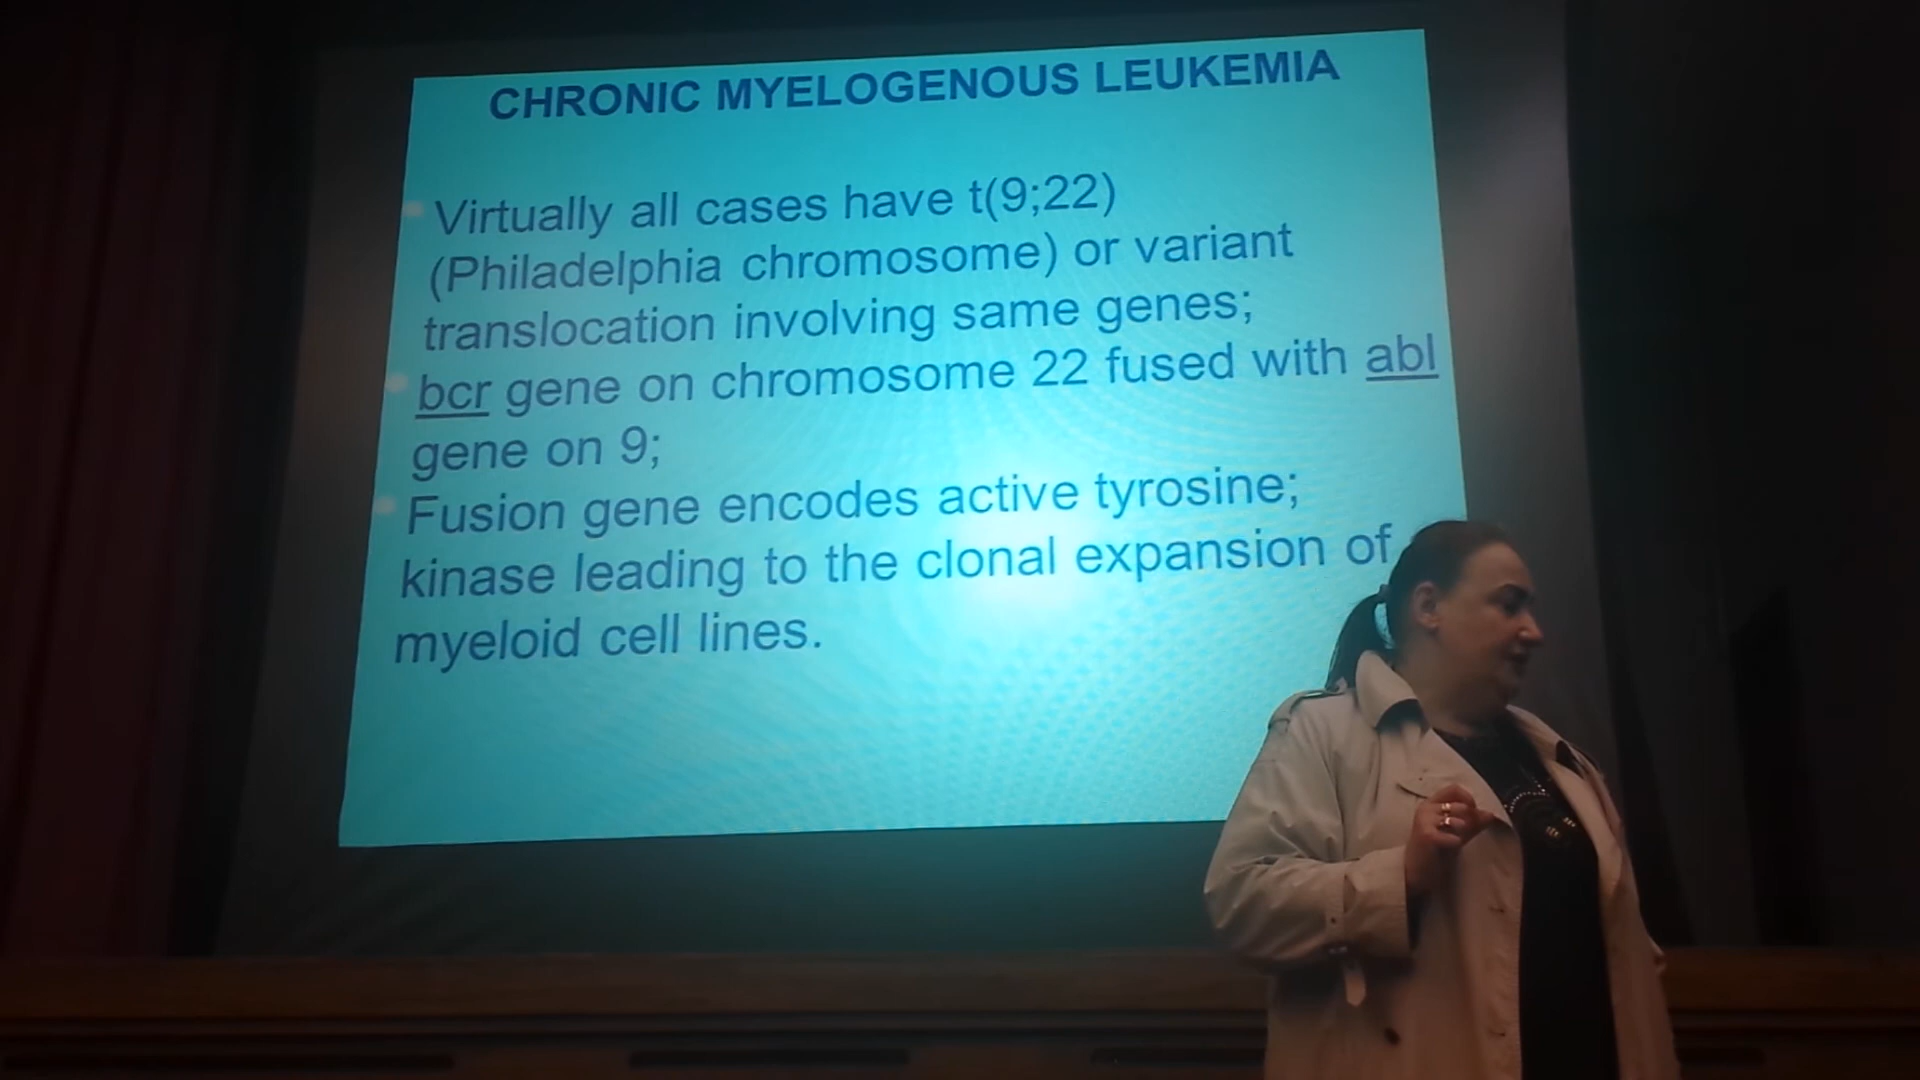 CHRONIC MYELOGENOUS LEUKEMIA
Virtually all cases have t(9;22)
(Philadelphia chromosome) or variant
translocation involving same genes;
bcr gene on chromosome 22 fused with abl
gene on 9;
Fusion gene encodes active tyrosine;
kinase leading to the clonal expansion of
myeloid cell lines.